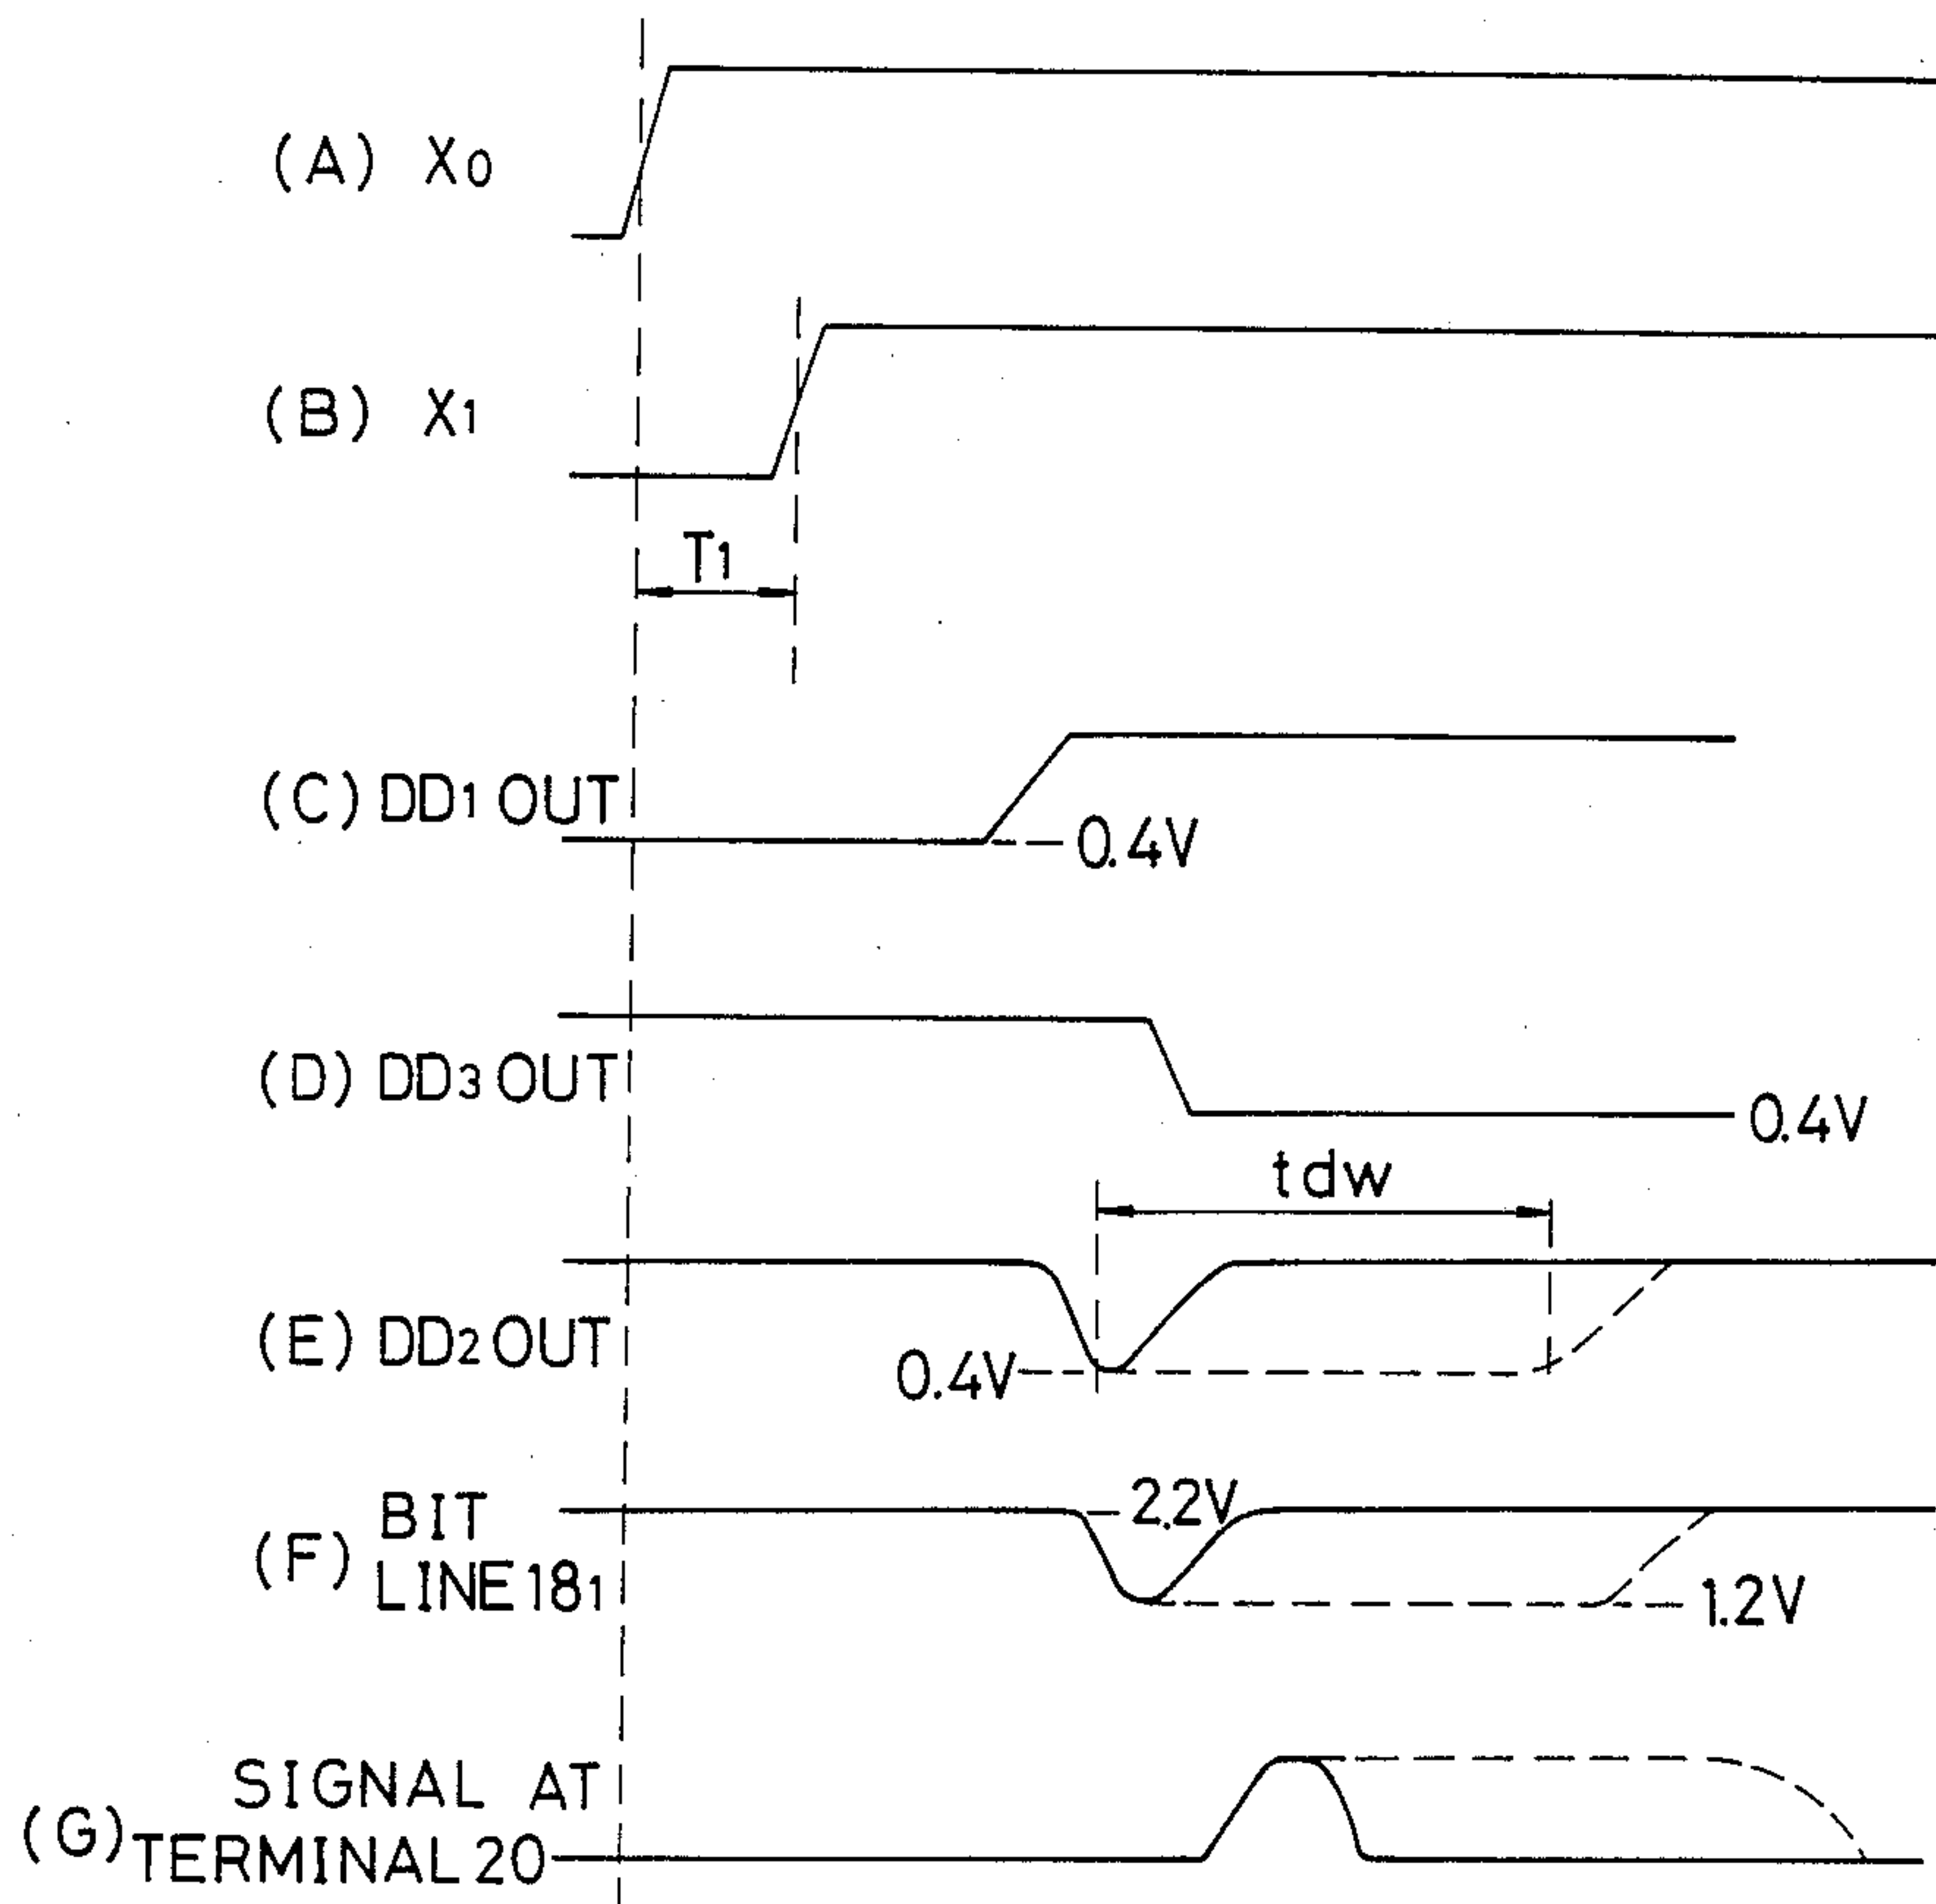 (A) X0
(B) X1
T1
(C) DD1 OUT
0.4V
(D) DD3 OUT
0.4V
tdw
(E) DD2 OUT
0.4V
(F) BIT
LINE 181
2.2V
1.2V
(G) SIGNAL AT
TERMINAL 20